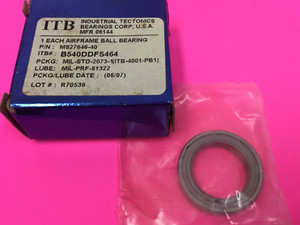 ITB INDUSTRIAL TECTONICS
BEARINGS CORP, U.S.A.
MFR 06144
1 EACH AIRFRAME BALL BEARING
P/N : MS27646-40
ITB# : B540DDFS464
PCKG: MIL-STD-2073-1(ITB-4001-PB1)
LUBE: MIL-PRF-81322
PCKG/LUBE DATE : (06/07)
LOT # : R70539